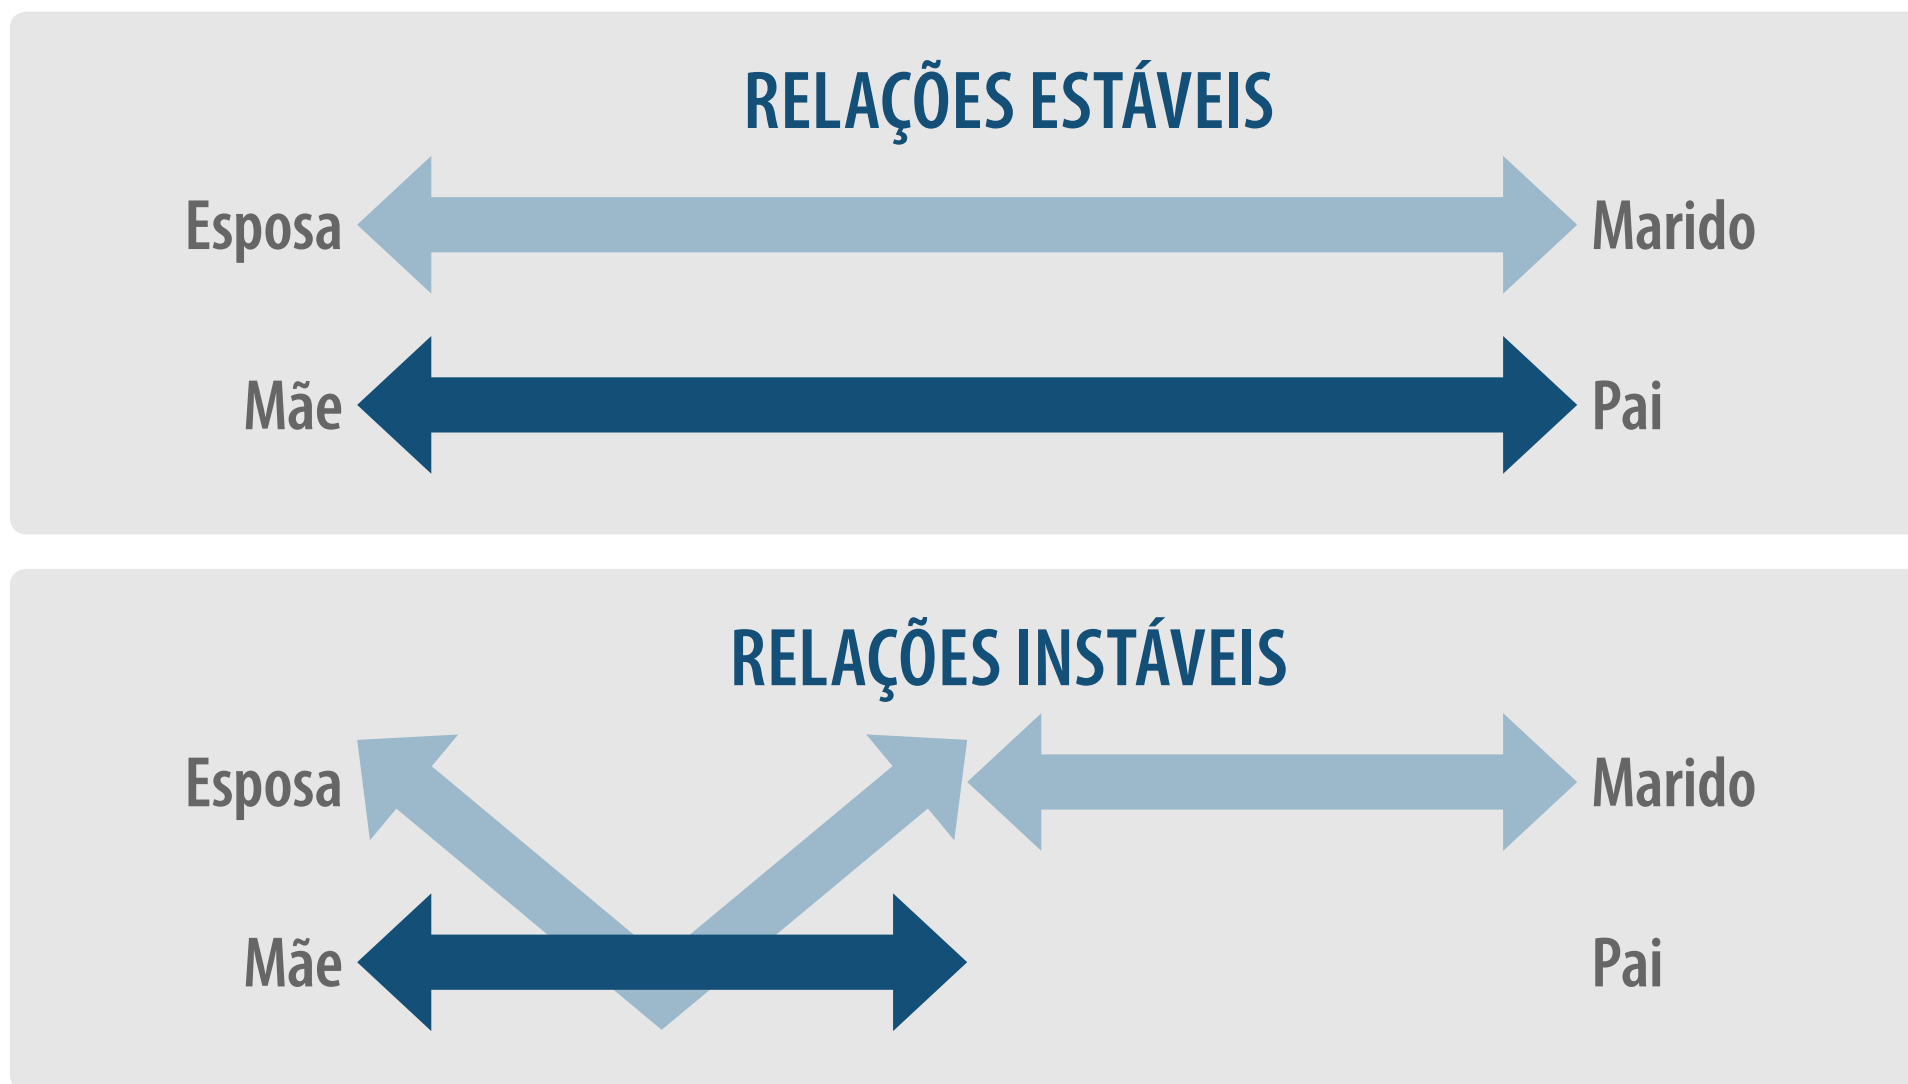 RELAÇÕES ESTÁVEIS
Esposa Marido
Mãe Pai
RELAÇÕES INSTÁVEIS
Esposa Marido
Mãe Pai